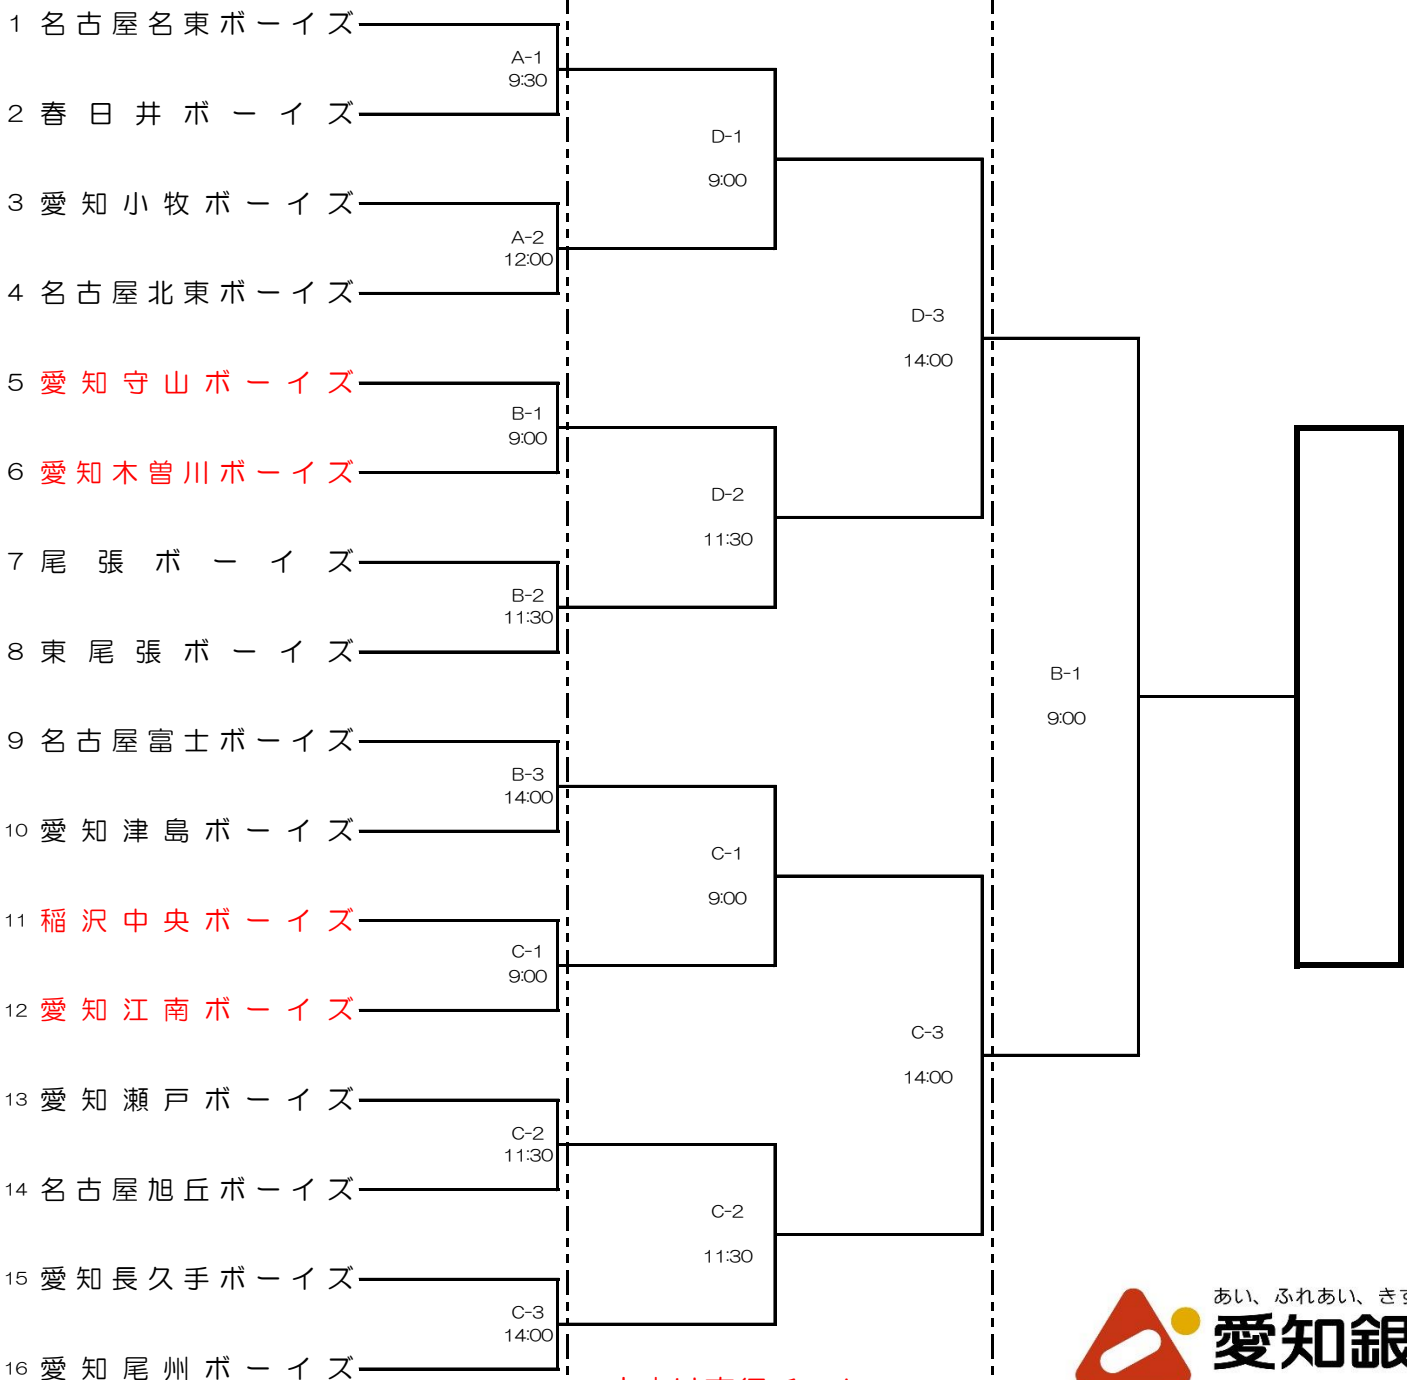 1 名古屋名東ボーイズ
A-1
9:30
2 春日井ボーイズ
D-1
9:00
3 愛知小牧ボーイズ
A-2
12:00
4 名古屋北東ボーイズ
D-3
14:00
5 愛知守山ボーイズ
B-1
9:00
6 愛知木曽川ボーイズ
D-2
11:30
7 尾張ボーイズ
B-2
11:30
8 東尾張ボーイズ
B-1
9:00
9 名古屋富士ボーイズ
B-3
14:00
10 愛知津島ボーイズ
C-1
9:00
11 稲沢中央ボーイズ
C-1
9:00
12 愛知江南ボーイズ
C-3
14:00
13 愛知瀬戸ボーイズ
C-2
11:30
14 名古屋旭丘ボーイズ
C-2
11:30
15 愛知長久手ボーイズ
C-3
14:00
16 愛知尾州ボーイズ
あい、ふれあい、き
愛知銀